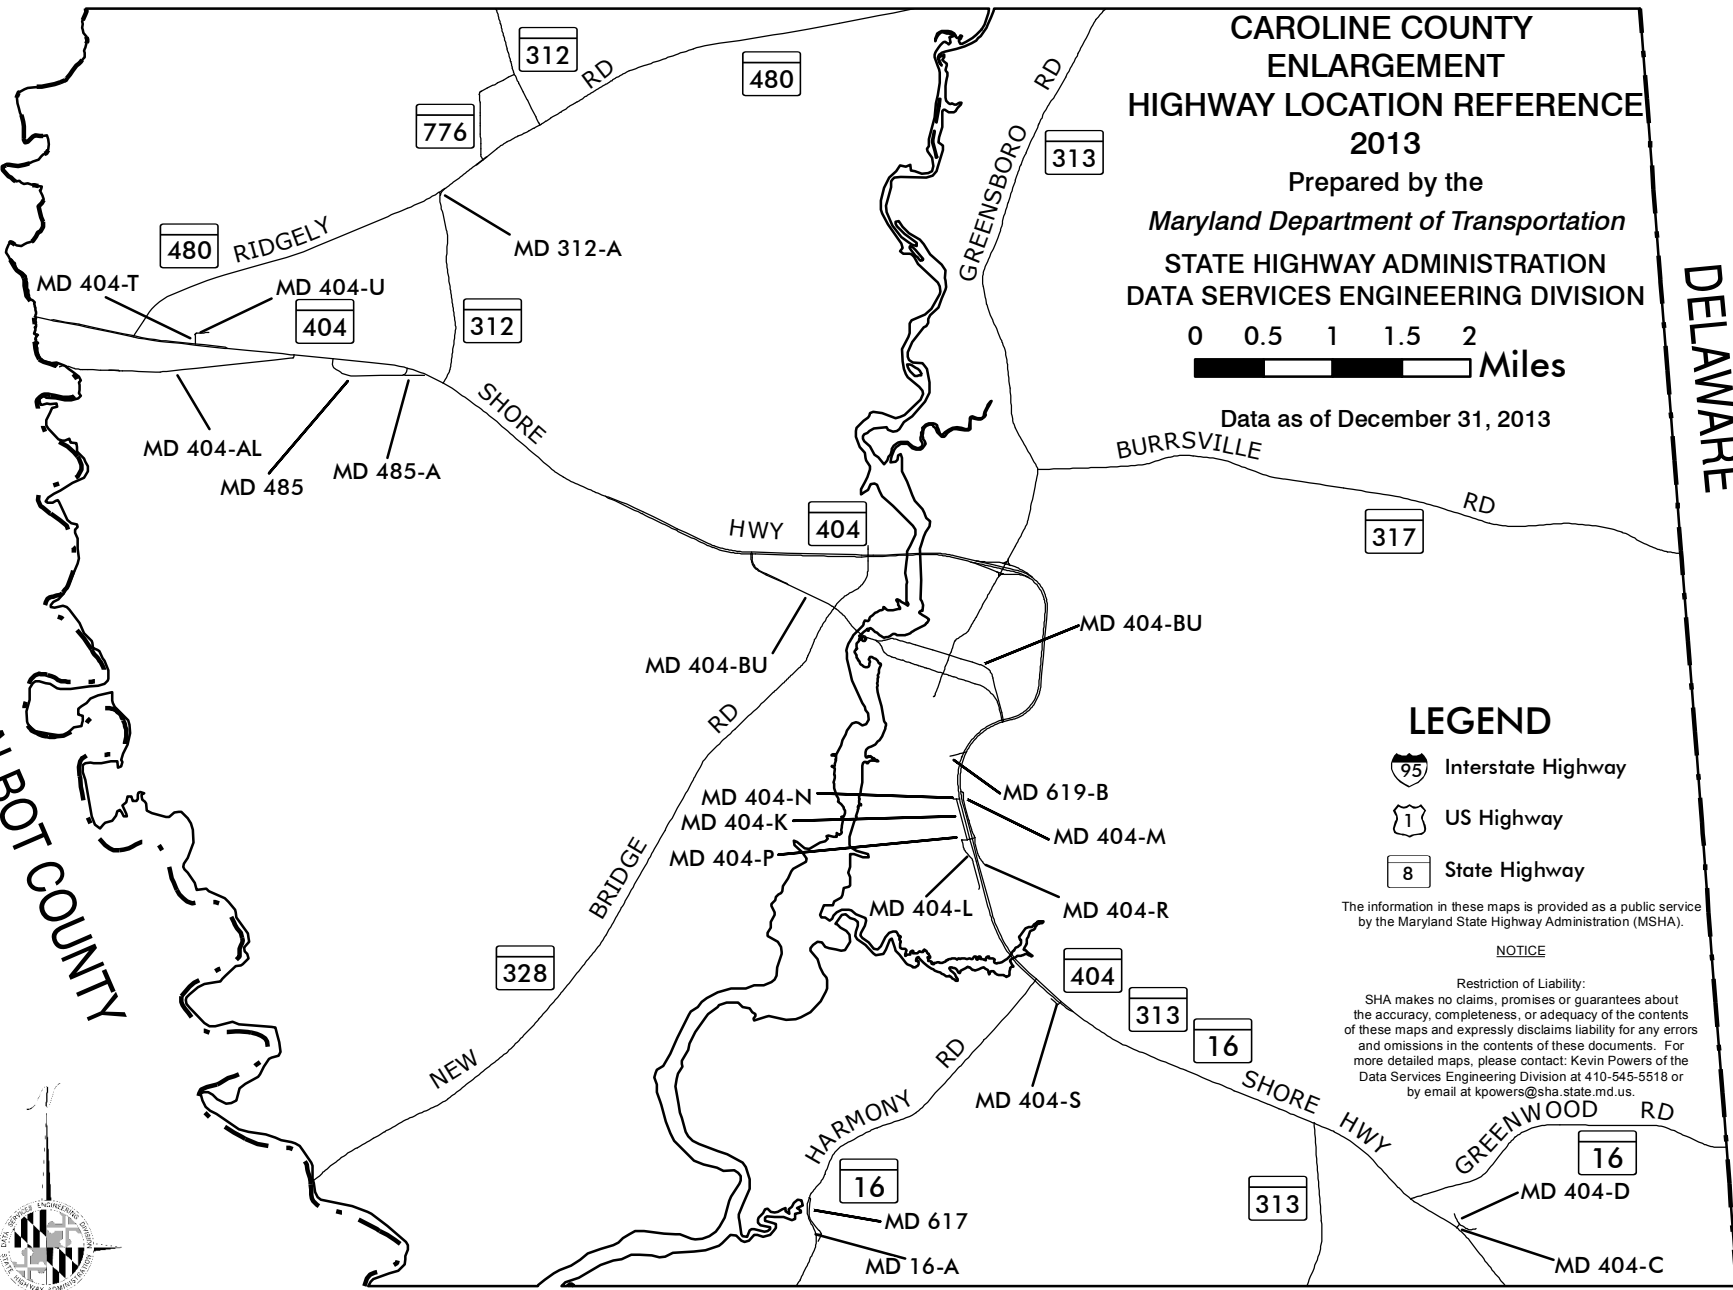 CAROLINE COUNTY
ENLARGEMENT
HIGHWAY LOCATION REFERENCE
2013
Prepared by the
Maryland Department of Transportation
STATE HIGHWAY ADMINISTRATION
DATA SERVICES ENGINEERING DIVISION
0 0.5 1 1.5 2
Miles
Data as of December 31, 2013
312
RD
480
776
480
RIDGELY
MD 312-A
MD 404-T
MD 404-U
404
312
MD 404-AL
MD 485
MD 485-A
SHORE
HWY
404
GREENSBORO
RD
313
BURRSVILLE
RD
317
DELAWARE
MD 404-BU
MD 404-BU
RD
BRIDGE
NEW
328
MD 404-N
MD 404-K
MD 404-P
MD 404-L
MD 619-B
MD 404-M
MD 404-R
404
313
16
MD 404-S
HARMONY
RD
16
MD 617
MD 16-A
SHORE
HWY
313
GREENWOOD
RD
16
MD 404-D
MD 404-C
COUNTY
LEGEND
95 Interstate Highway
1 US Highway
8 State Highway
The information in these maps is provided as a public service
by the Maryland State Highway Administration (MSHA).
NOTICE
Restriction of Liability:
SHA makes no claims, promises or guarantees about
the accuracy, completeness, or adequacy of the contents
of these maps and expressly disclaims liability for any errors
and omissions in the contents of these documents. For
more detailed maps, please contact: Kevin Powers of the
Data Services Engineering Division at 410-545-5518 or
by email at kpowers@sha.state.md.us.
DATA SERVICES ENGINEERING DIVISION
STATE HIGHWAY ADMINISTRATION